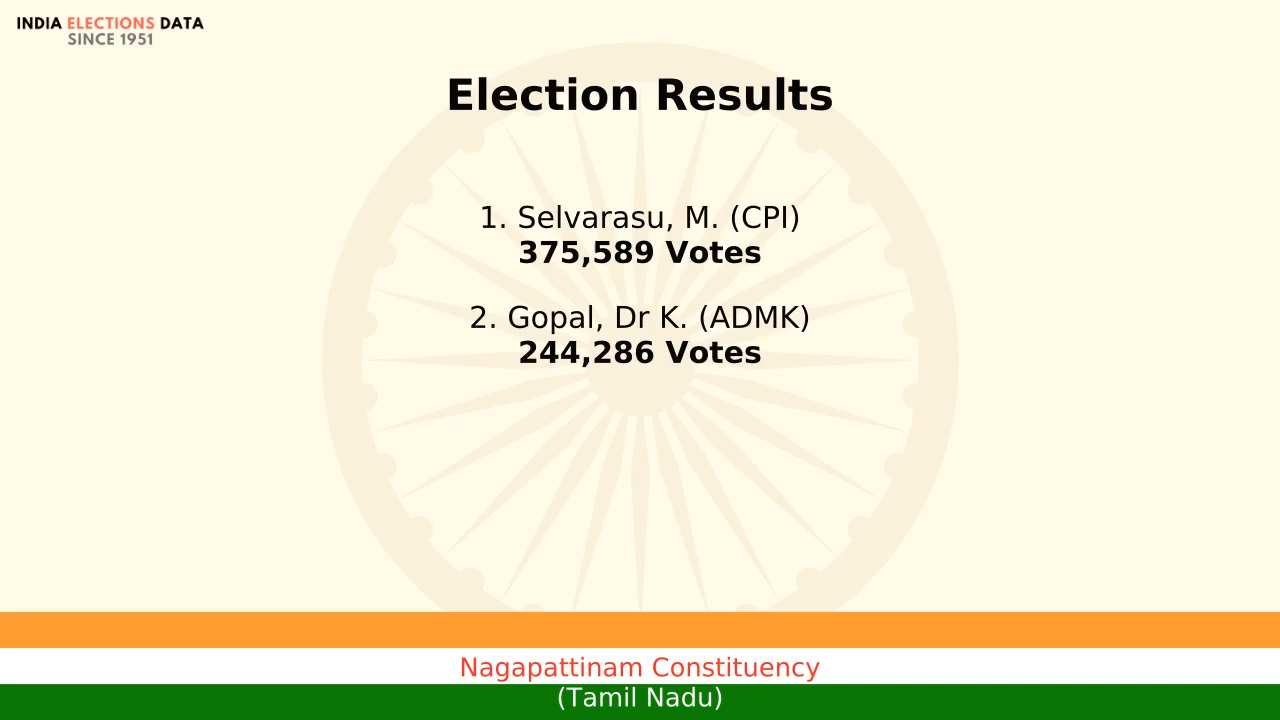 INDIA ELECTIONS DATA
SINCE 1951
Election Results
1. Selvarasu, M. (CPI)
375,589 Votes
2. Gopal, Dr K. (ADMK)
244,286 Votes
Nagapattinam Constituency
(Tamil Nadu)